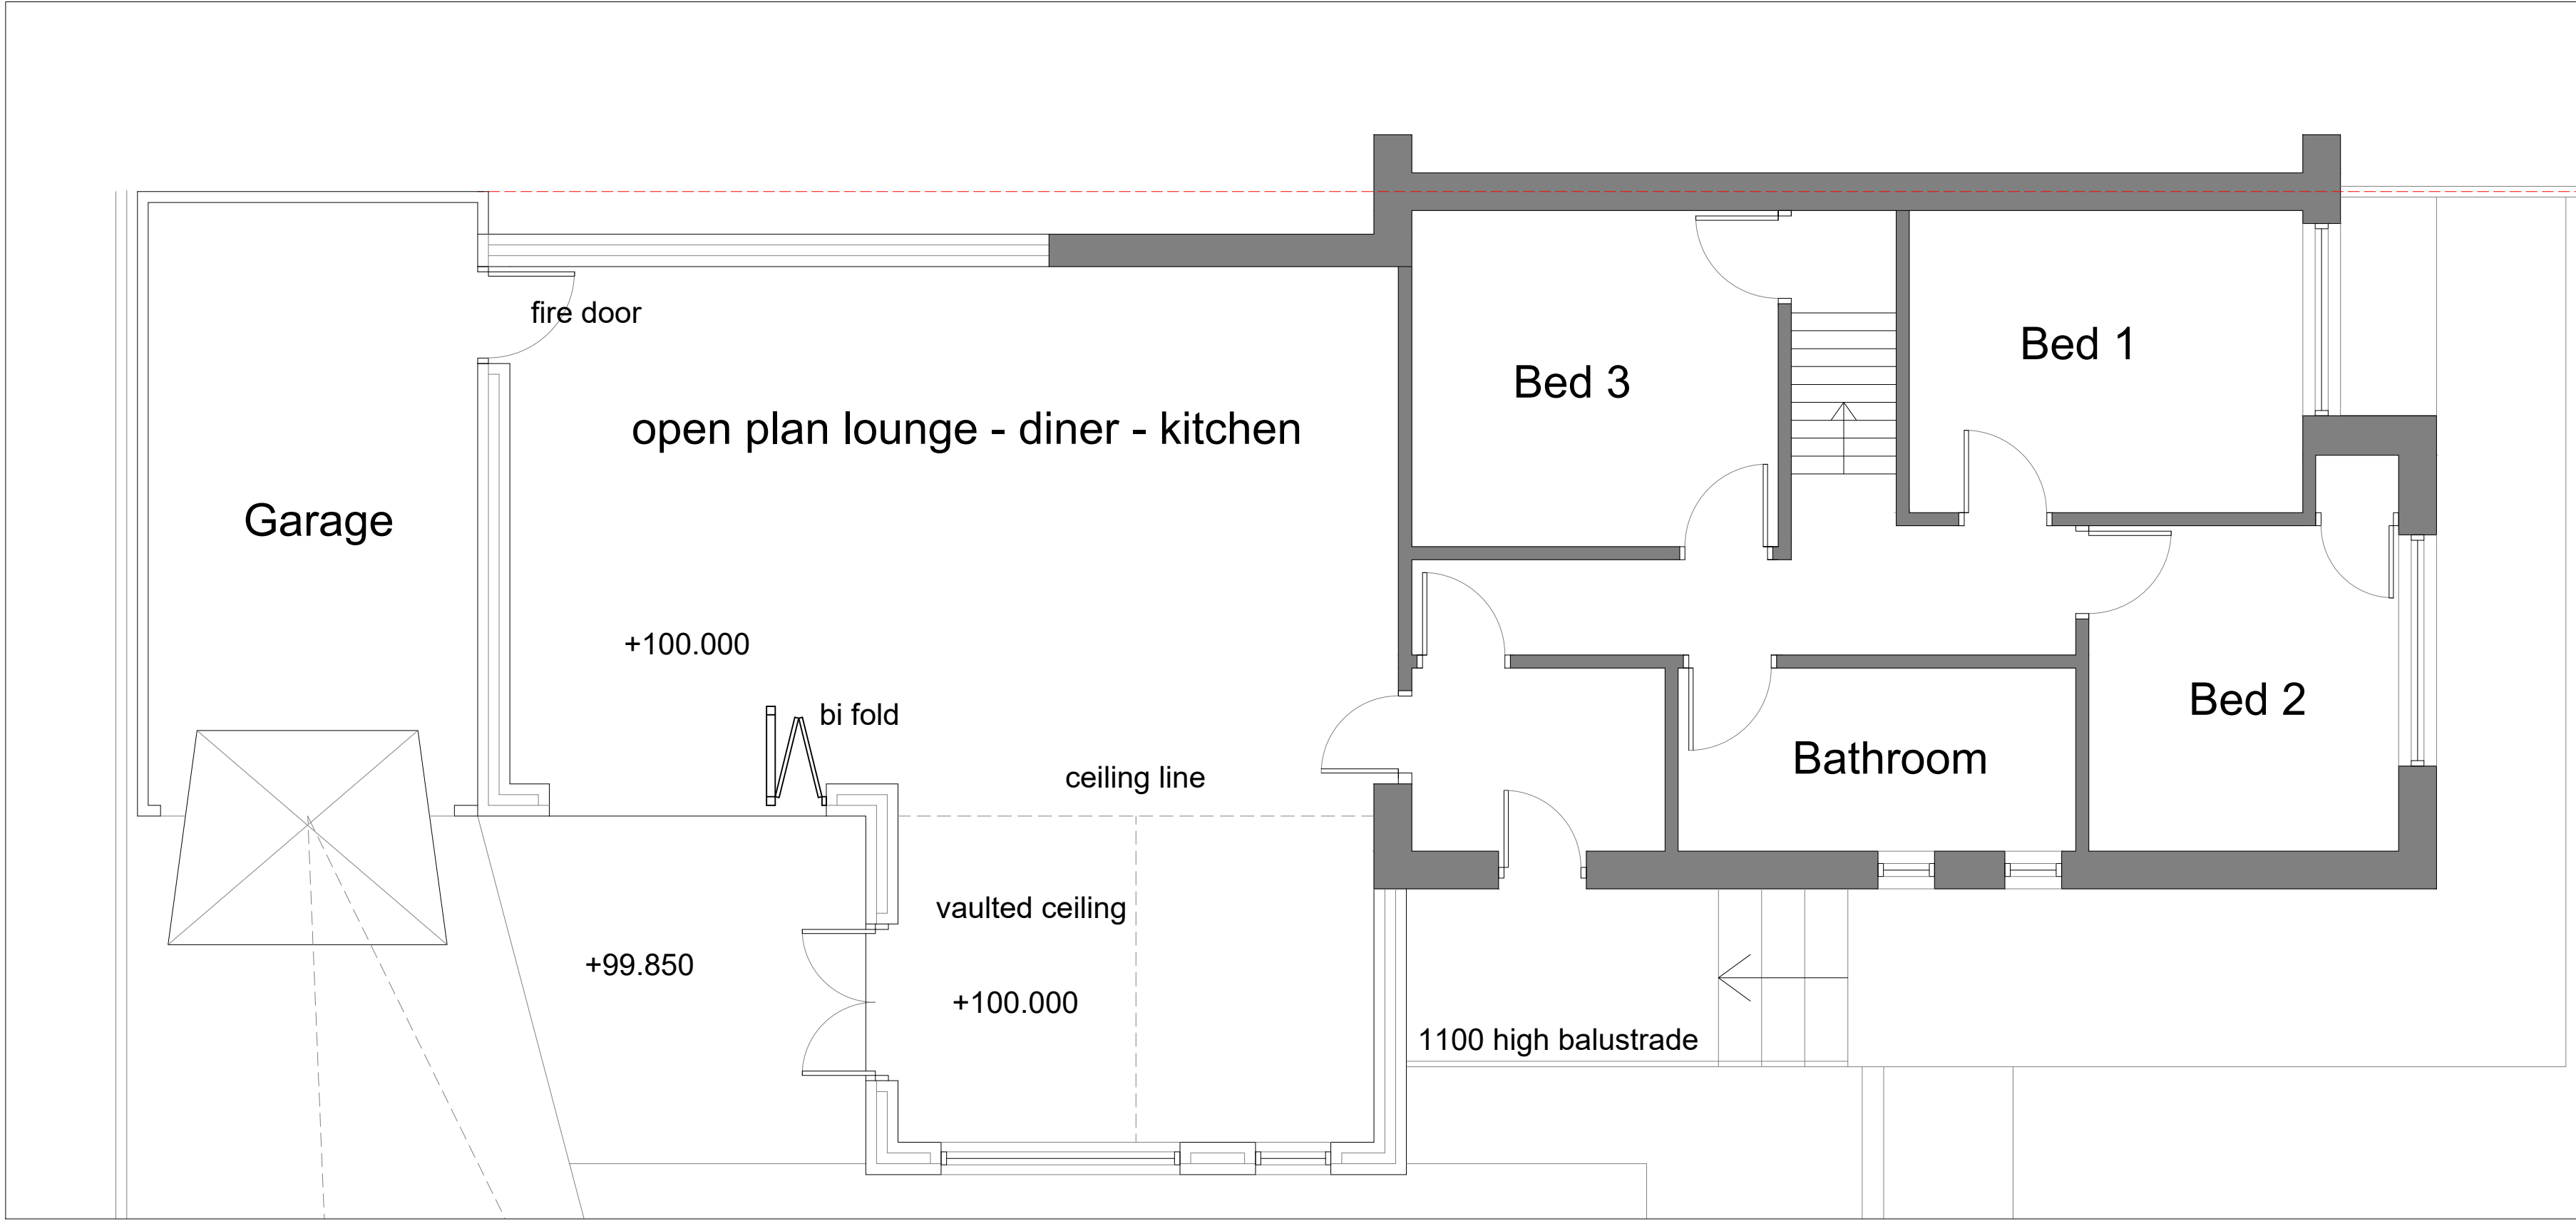 fire door
Bed 1
Bed 3
open plan lounge - diner - kitchen
Garage
+100.000
Bed 2
bi fold
Bathroom
ceiling line
vaulted ceiling
+99.850
+100.000
1100 high balustrade